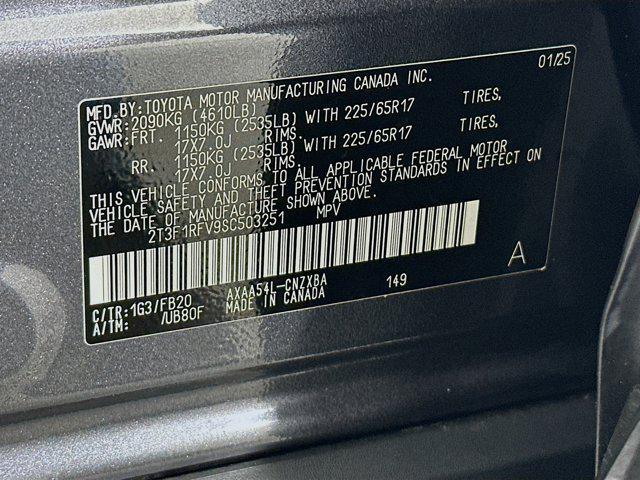 MFD.BY:TOYOTA MOTOR MANUFACTURING CANADA INC. 01/25
GVWR:2090KG (4610LB)
GAWR:FRT. 1150KG (2535LB) WITH 225/65R17 TIRES,
17X7.0J RIMS.
RR. 1150KG (2535LB) WITH 225/65R17 TIRES,
17X7.0J RIMS.
THIS VEHICLE CONFORMS TO ALL APPLICABLE FEDERAL MOTOR
VEHICLE SAFETY AND THEFT PREVENTION STANDARDS IN EFFECT ON
THE DATE OF MANUFACTURE SHOWN ABOVE.
2T3F1RFV9SC503251 MPV
A
C/TR:1G3/FB20 AXAA54L-CNZXBA 149
A/TM: /UB80F MADE IN CANADA